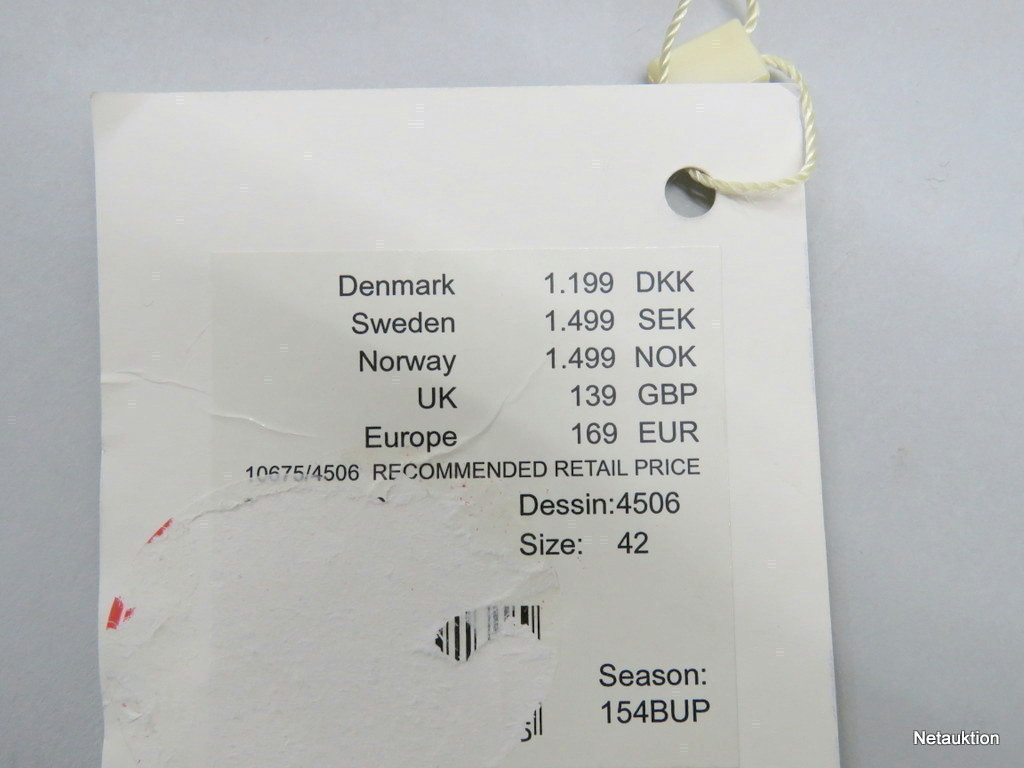 Denmark 1.199 DKK
Sweden 1.499 SEK
Norway 1.499 NOK
UK 139 GBP
Europe 169 EUR
10675/4506 RECOMMENDED RETAIL PRICE
Dessin:4506
Size: 42
Season:
154BUP
Netauktion